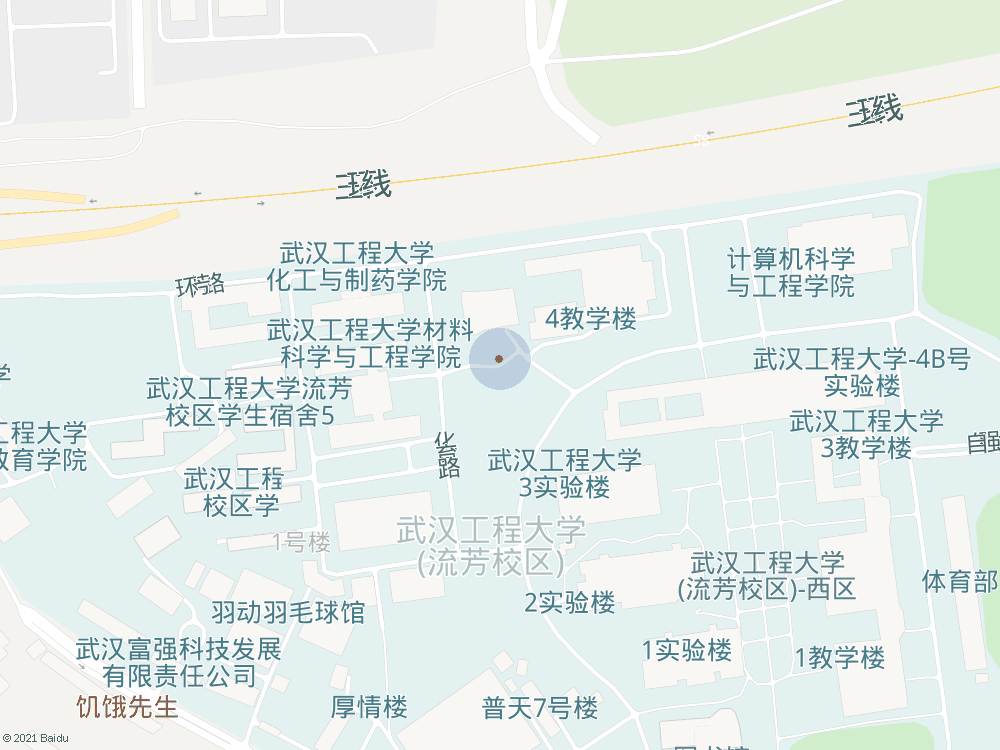 三环线
三环线
武汉工程大学
化工与制药学院
计算机科学
与工程学院
4教学楼
武汉工程大学材料
科学与工程学院
武汉工程大学-4B号
实验楼
武汉工程大学流芳
校区学生宿舍5
武汉工程大学
3教学楼
工程大学
教育学院
化育路
自强
武汉工程大学
3实验楼
武汉工程
校区学
武汉工程大学
(流芳校区)
1号楼
武汉工程大学
(流芳校区)-西区
体育部
2实验楼
羽动羽毛球馆
武汉富强科技发展
有限责任公司
1实验楼
1教学楼
饥饿先生
厚情楼
普天7号楼
图书馆
© 2021 Baidu